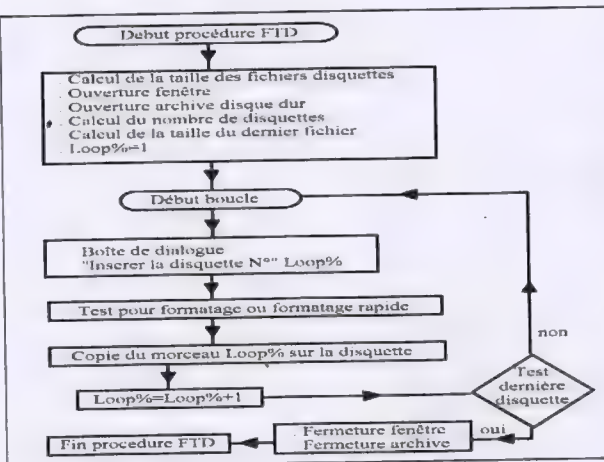 Debut procédure FTD
Calcul de la taille des fichiers disquettes
Ouverture fenêtre
Ouverture archive disque dur
Calcul du nombre de disquettes
Calcul de la taille du dernier fichier
Loop%=1
Début boucle
Boîte de dialogue
"Inserer la disquette N°" Loop%
Test pour formatage ou formatage rapide
Copie du morceau Loop% sur la disquette
Loop%=Loop%+1
non
Test
dernière
disquette
oui
Fermeture fenêtre
Fermeture archive
Fin procedure FTD